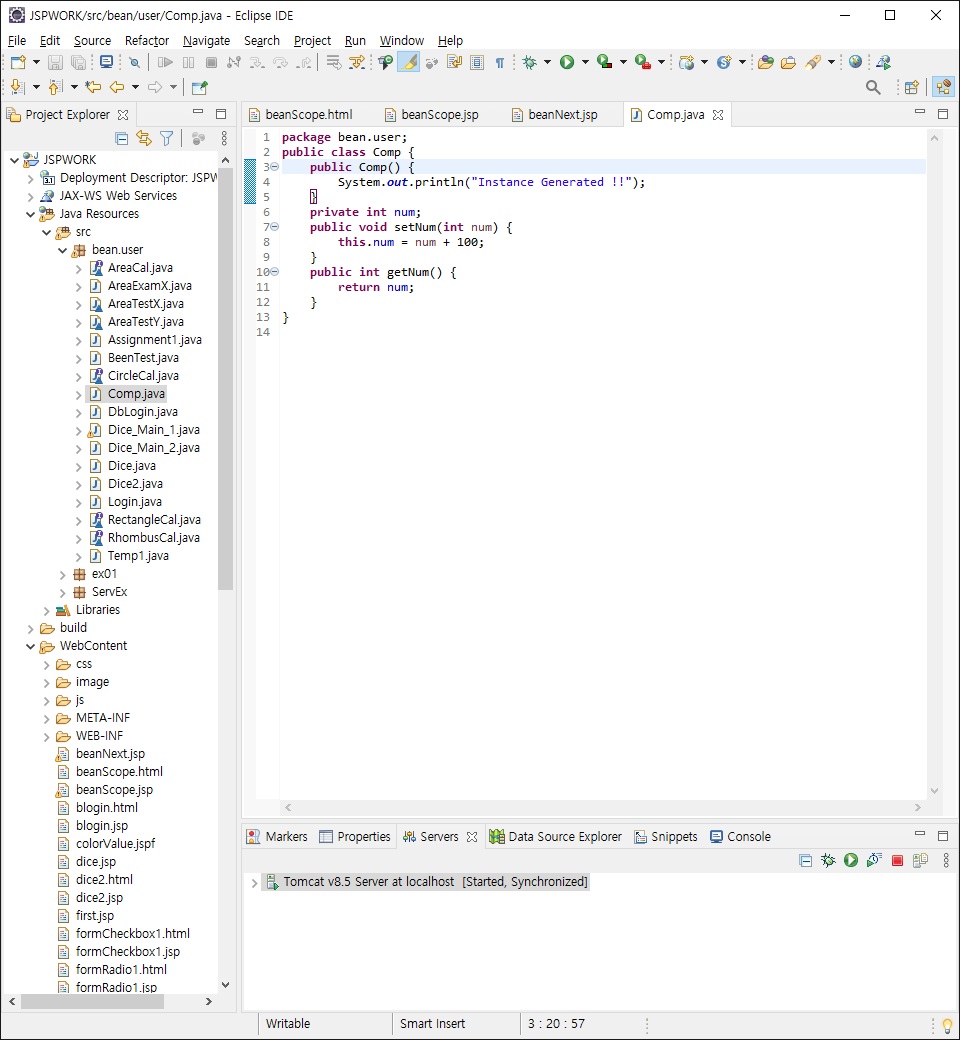 JSPWORK/src/bean/user/Comp.java - Eclipse IDE
File Edit Source Refactor Navigate Search Project Run Window Help
Project Explorer
JSPWORK
Deployment Descriptor: JSPW
JAX-WS Web Services
Java Resources
src
bean.user
AreaCal.java
AreaExamX.java
AreaTestX.java
AreaTestY.java
Assignment1.java
BeenTest.java
CircleCal.java
Comp.java
DbLogin.java
Dice_Main_1.java
Dice_Main_2.java
Dice.java
Dice2.java
Login.java
RectangleCal.java
RhombusCal.java
Temp1.java
ex01
ServEx
Libraries
build
WebContent
css
image
js
META-INF
WEB-INF
beanNext.jsp
beanScope.html
beanScope.jsp
blogin.html
blogin.jsp
colorValue.jspf
dice.jsp
dice2.html
dice2.jsp
first.jsp
formCheckbox1.html
formCheckbox1.jsp
formRadio1.html
formRadio1.jsp
beanScope.html beanScope.jsp beanNext.jsp Comp.java
1 package bean.user;
2 public class Comp {
3 public Comp() {
4 System.out.println("Instance Generated !!");
5 }
6 private int num;
7 public void setNum(int num) {
8 this.num = num + 100;
9 }
10 public int getNum() {
11 return num;
12 }
13 }
14
Markers Properties Servers Data Source Explorer Snippets Console
Tomcat v8.5 Server at localhost [Started, Synchronized]
Writable Smart Insert 3 : 20 : 57